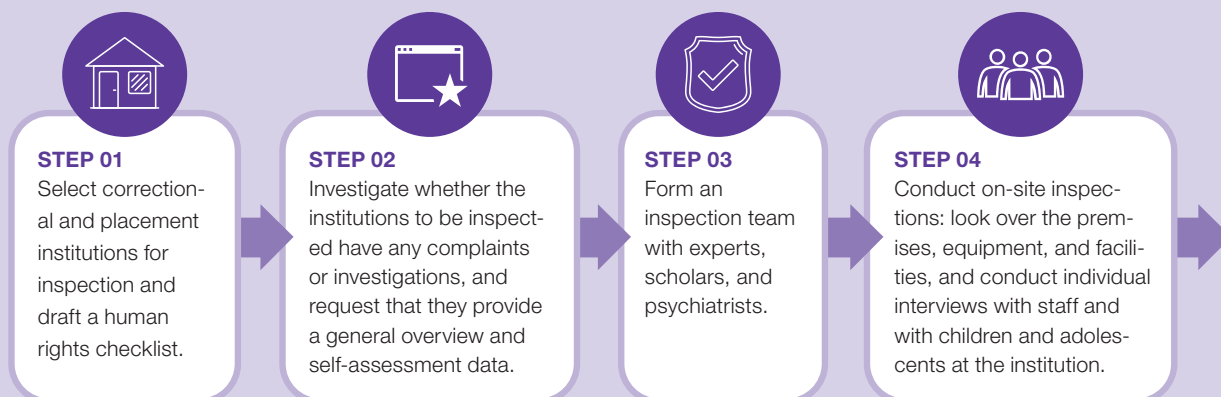 STEP 01
Select correction-
al and placement
institutions for
inspection and
draft a human
rights checklist.
STEP 02
Investigate whether the
institutions to be inspect-
ed have any complaints
or investigations, and
request that they provide
a general overview and
self-assessment data.
STEP 03
Form an
inspection team
with experts,
scholars, and
psychiatrists.
STEP 04
Conduct on-site inspec-
tions: look over the prem-
ises, equipment, and facili-
ties, and conduct individual
interviews with staff and
with children and adoles-
cents at the institution.